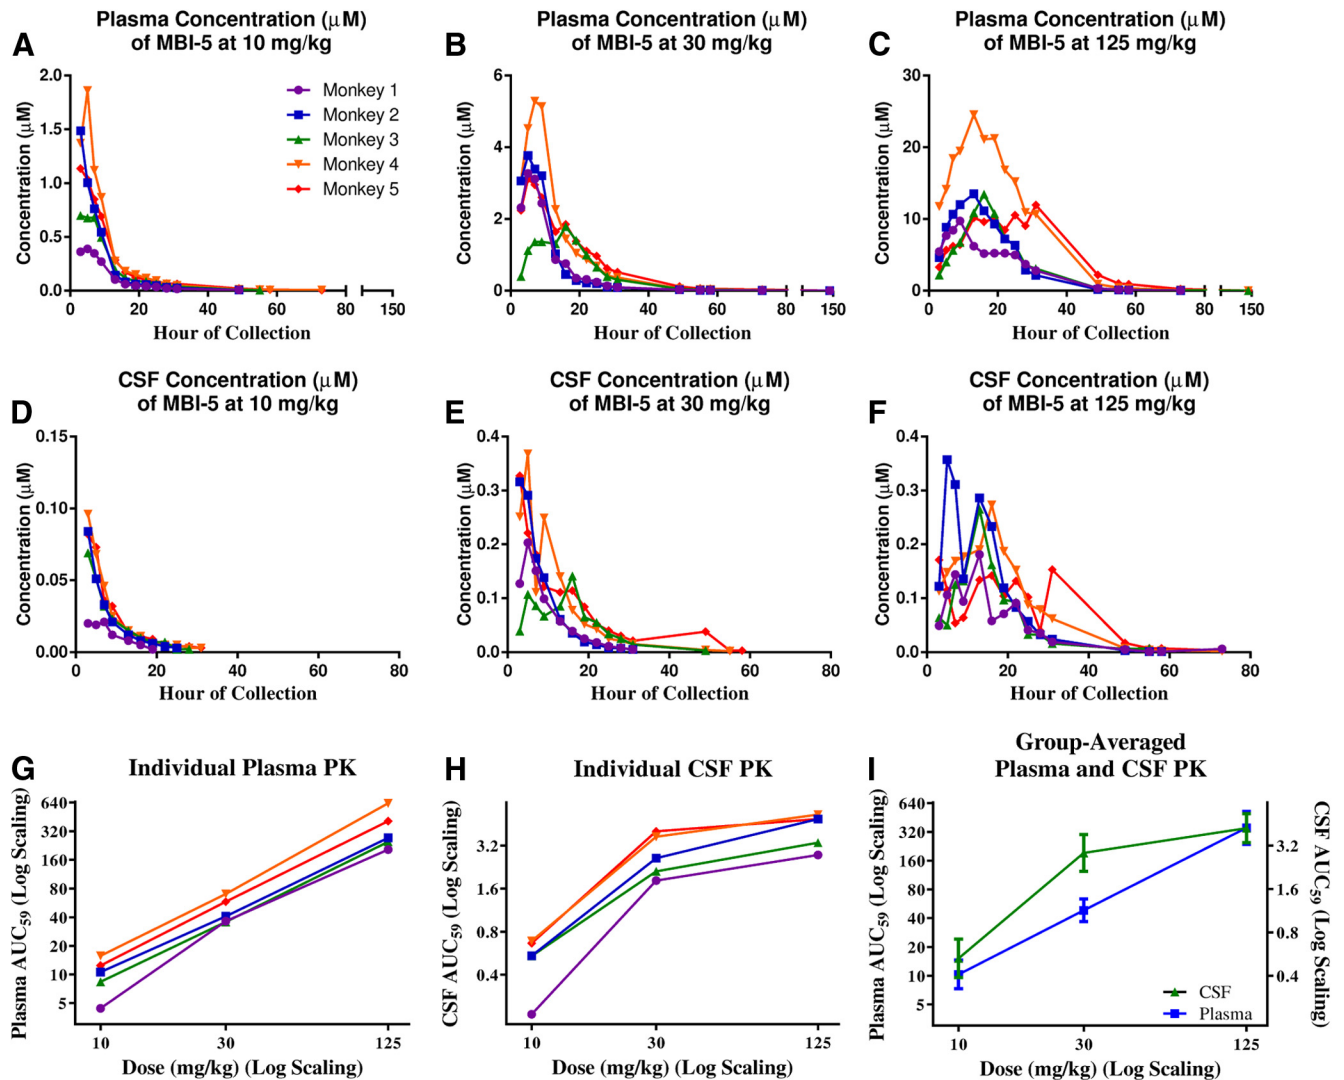 A
Plasma Concentration (μM)
of MBI-5 at 10 mg/kg
Concentration (μM)
2.0
1.5
1.0
0.5
0.0
0
20
40
60
80
150
Hour of Collection
Monkey 1
Monkey 2
Monkey 3
Monkey 4
Monkey 5
B
Plasma Concentration (μM)
of MBI-5 at 30 mg/kg
Concentration (μM)
6
4
2
0
0
20
40
60
80
150
Hour of Collection
C
Plasma Concentration (μM)
of MBI-5 at 125 mg/kg
Concentration (μM)
30
20
10
0
0
20
40
60
80
150
Hour of Collection
D
CSF Concentration (μM)
of MBI-5 at 10 mg/kg
Concentration (μM)
0.15
0.10
0.05
0.00
0
20
40
60
80
Hour of Collection
E
CSF Concentration (μM)
of MBI-5 at 30 mg/kg
Concentration (μM)
0.4
0.3
0.2
0.1
0.0
0
20
40
60
80
Hour of Collection
F
CSF Concentration (μM)
of MBI-5 at 125 mg/kg
Concentration (μM)
0.4
0.3
0.2
0.1
0.0
0
20
40
60
80
Hour of Collection
G
Individual Plasma PK
Plasma AUC59 (Log Scaling)
640
320
160
80
40
20
10
5
10
30
125
Dose (mg/kg) (Log Scaling)
H
Individual CSF PK
CSF AUC59 (Log Scaling)
3.2
1.6
0.8
0.4
10
30
125
Dose (mg/kg) (Log Scaling)
I
Group-Averaged
Plasma and CSF PK
Plasma AUC59 (Log Scaling)
640
320
160
80
40
20
10
5
CSF AUC59 (Log Scaling)
3.2
1.6
0.8
0.4
CSF
Plasma
10
30
125
Dose (mg/kg) (Log Scaling)